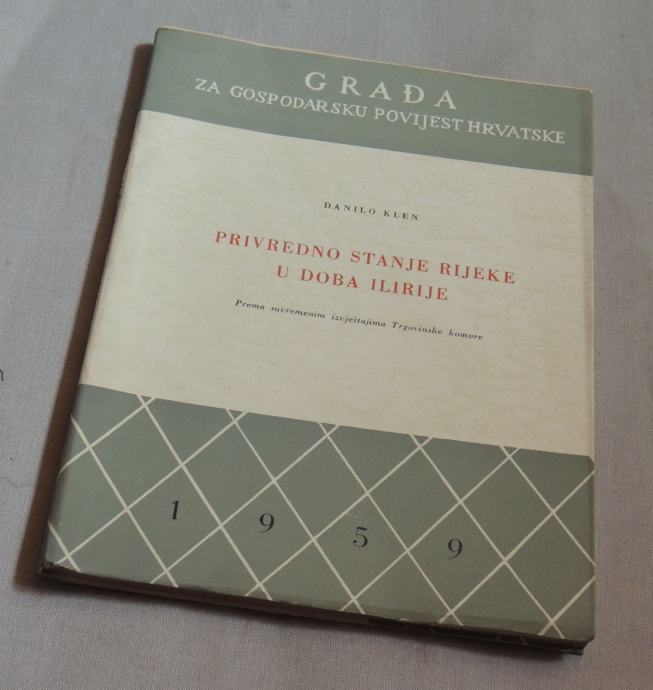 GRAĐA
ZA GOSPODARSKU POVIJEST HRVATSKE
DANILO KLEN
PRIVREDNO STANJE RIJEKE
U DOBA ILIRIJE
Prema suvremenim izvještajima Trgovinske komore
1 9 5 9